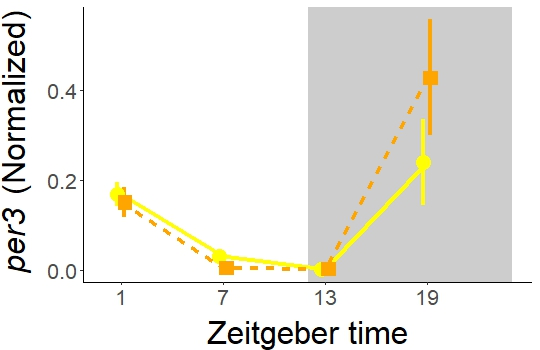 per3 (Normalized)
0.4
0.2
0.0
1 7 13 19
Zeitgeber time